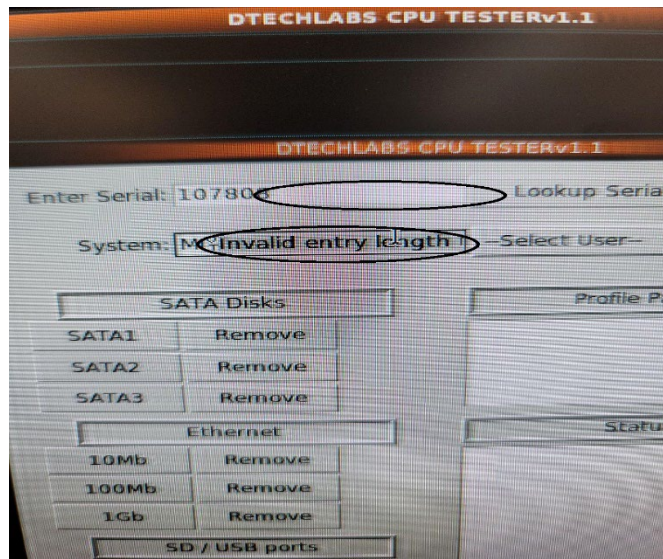 DTECHLABS CPU TESTERv1.1
DTECHLABS CPU TESTERv1.1
Enter Serial: 107808 Lookup Seria
System: M Invalid entry length --Select User--
SATA Disks Profile P
SATA1 Remove
SATA2 Remove
SATA3 Remove
Ethernet Statu
10Mb Remove
100Mb Remove
1Gb Remove
SD / USB ports